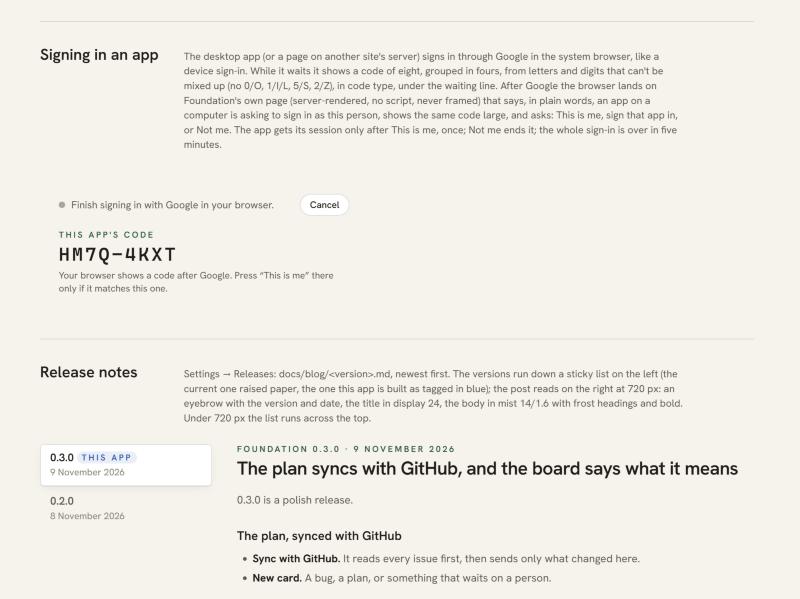 Signing in an app
The desktop app (or a page on another site's server) signs in through Google in the system browser, like a
device sign-in. While it waits it shows a code of eight, grouped in fours, from letters and digits that can't be
mixed up (no 0/O, 1/I/L, 5/S, 2/Z), in code type, under the waiting line. After Google the browser lands on
Foundation's own page (server-rendered, no script, never framed) that says, in plain words, an app on a
computer is asking to sign in as this person, shows the same code large, and asks: This is me, sign that app in,
or Not me. The app gets its session only after This is me, once; Not me ends it; the whole sign-in is over in five
minutes.
Finish signing in with Google in your browser.
Cancel
THIS APP'S CODE
HM7Q-4KXT
Your browser shows a code after Google. Press “This is me” there
only if it matches this one.
Release notes
Settings → Releases: docs/blog/<version>.md, newest first. The versions run down a sticky list on the left (the
current one raised paper, the one this app is built as tagged in blue); the post reads on the right at 720 px: an
eyebrow with the version and date, the title in display 24, the body in mist 14/1.6 with frost headings and bold.
Under 720 px the list runs across the top.
0.3.0 THIS APP
9 November 2026
0.2.0
8 November 2026
FOUNDATION 0.3.0 · 9 NOVEMBER 2026
The plan syncs with GitHub, and the board says what it means
0.3.0 is a polish release.
The plan, synced with GitHub
• Sync with GitHub. It reads every issue first, then sends only what changed here.
• New card. A bug, a plan, or something that waits on a person.